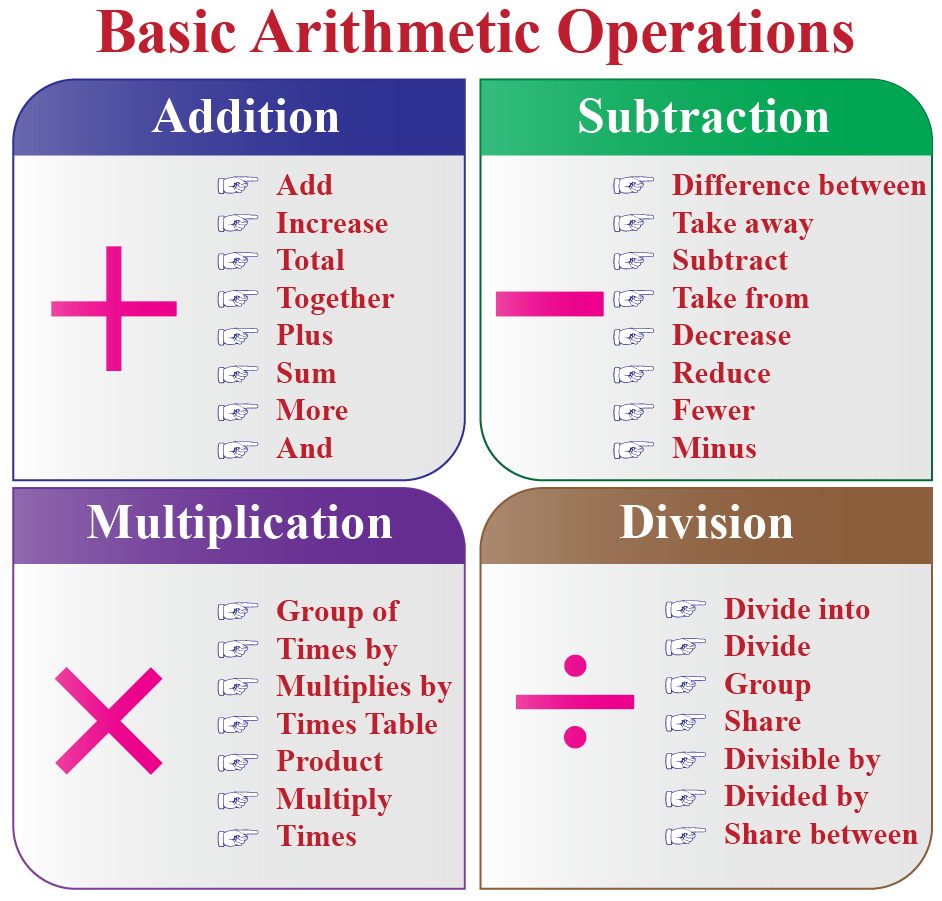 Basic Arithmetic Operations
Addition
Add
Increase
Total
Together
Plus
Sum
More
And
Subtraction
Difference between
Take away
Subtract
Take from
Decrease
Reduce
Fewer
Minus
Multiplication
Group of
Times by
Multiplies by
Times Table
Product
Multiply
Times
Division
Divide into
Divide
Group
Share
Divisible by
Divided by
Share between